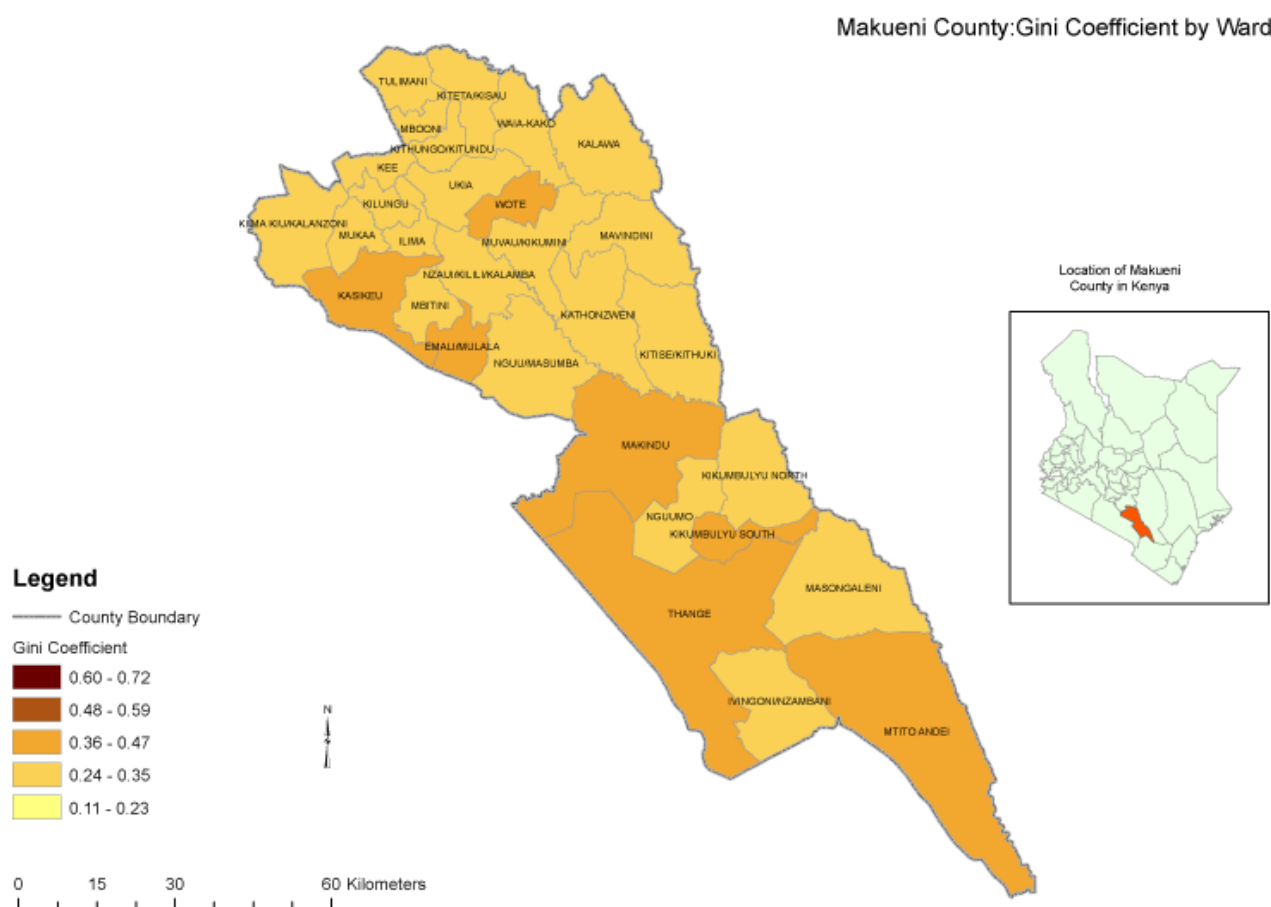 Makueni County:Gini Coefficient by Ward
TULIMANI
KITETA/KISAU
MBOONI
WAIA-KAKO
KITHUNGO/KITUNDU
KALAWA
KEE
UKIA
KILUNGU
WOTE
KIIMA KIU/KALANZONI
MUKAA
ILIMA
MUVAU/KIKUMINI
MAVINDINI
NZAUI/KILILI/KALAMBA
KASIKEU
MBITINI
KATHONZWENI
EMALI/MULALA
NGUU/MASUMBA
KITISE/KITHUKI
MAKINDU
KIKUMBULYU NORTH
NGUUMO
KIKUMBULYU SOUTH
MASONGALENI
THANGE
IVINGONI/NZAMBANI
MTITO ANDEI
Location of Makueni
County in Kenya
Legend
County Boundary
Gini Coefficient
0.60 - 0.72
0.48 - 0.59
0.36 - 0.47
0.24 - 0.35
0.11 - 0.23
N
0 15 30 60 Kilometers